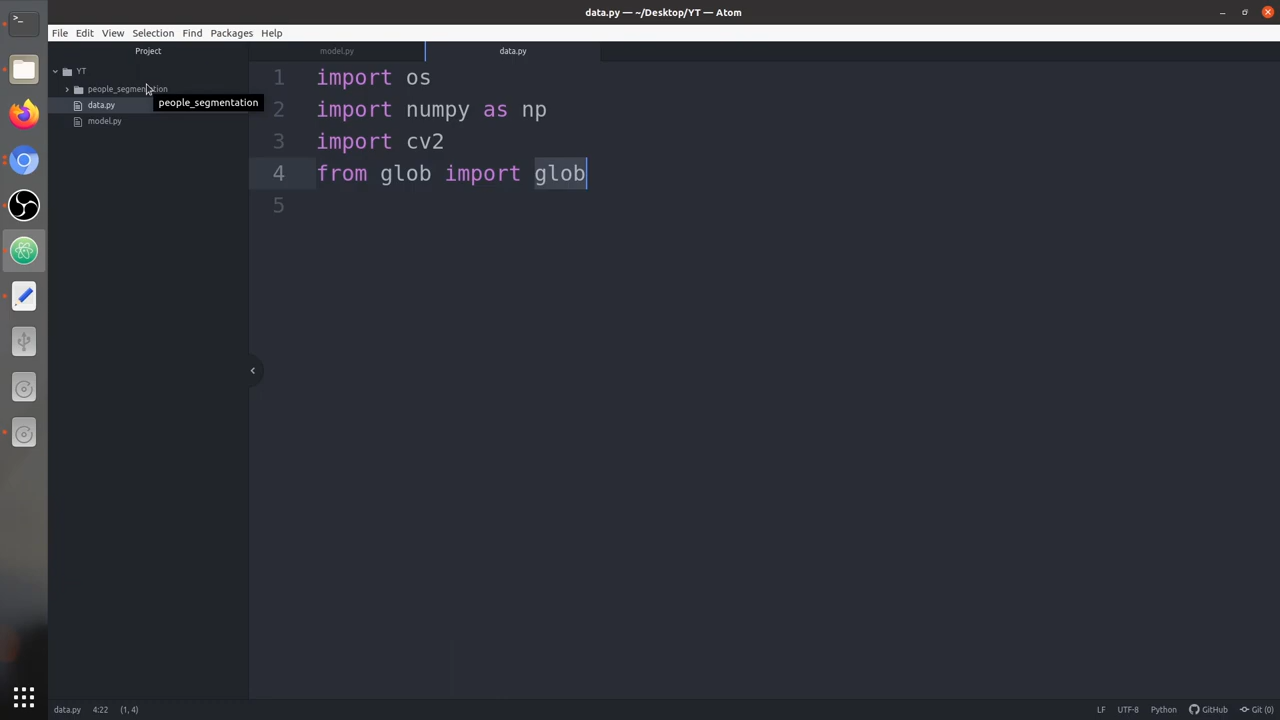 data.py — ~/Desktop/YT — Atom
File Edit View Selection Find Packages Help
Project
model.py
data.py
YT
people_segmentation
people_segmentation
data.py
model.py
1 import os
2 import numpy as np
3 import cv2
4 from glob import glob
5
data.py 4:22 (1, 4)
LF UTF-8 Python GitHub Git (0)